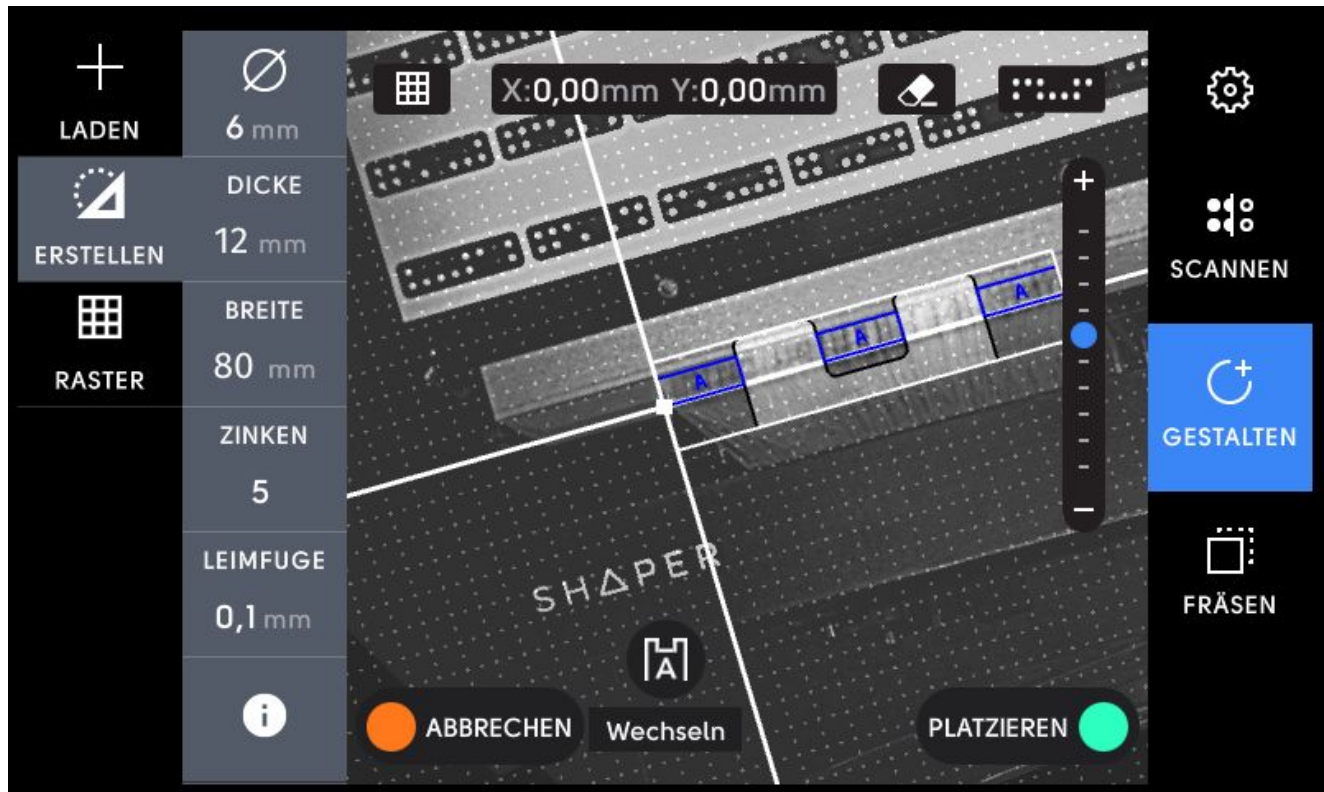 LADEN
ERSTELLEN
RASTER
6 mm
DICKE
12 mm
BREITE
80 mm
ZINKEN
5
LEIMFUGE
0,1 mm
i
X:0,00mm Y:0,00mm
+
A
A
A
−
SHAPER
A
ABBRECHEN
Wechseln
PLATZIEREN
SCANNEN
GESTALTEN
FRÄSEN